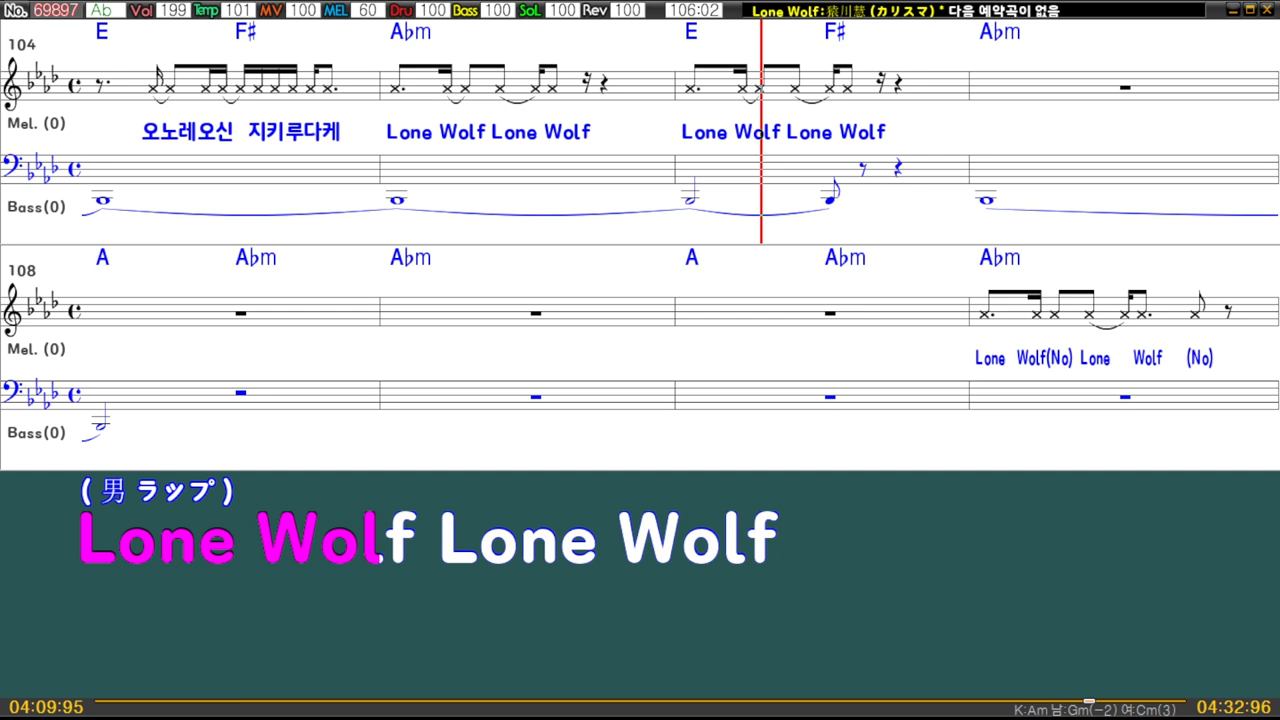 No. 69897 Ab Vol 199 Temp 101 MV 100 MEL 60 Dru 100 Bass 100 SoL 100 Rev 100 106:02 Lone Wolf:猿川慧 (カリスマ) * 다음 예약곡이 없음
E F♯ A♭m E F♯ A♭m
104
Mel. (0)
오노레오신 지키루다케 Lone Wolf Lone Wolf Lone Wolf Lone Wolf
Bass(0)
A A♭m A♭m A A♭m A♭m
108
Mel. (0)
Lone Wolf(No) Lone Wolf (No)
Bass(0)
( 男 ラップ )
Lone Wolf Lone Wolf
04:09:95 K:Am 남:Gm(-2) 여:Cm(3) 04:32:96